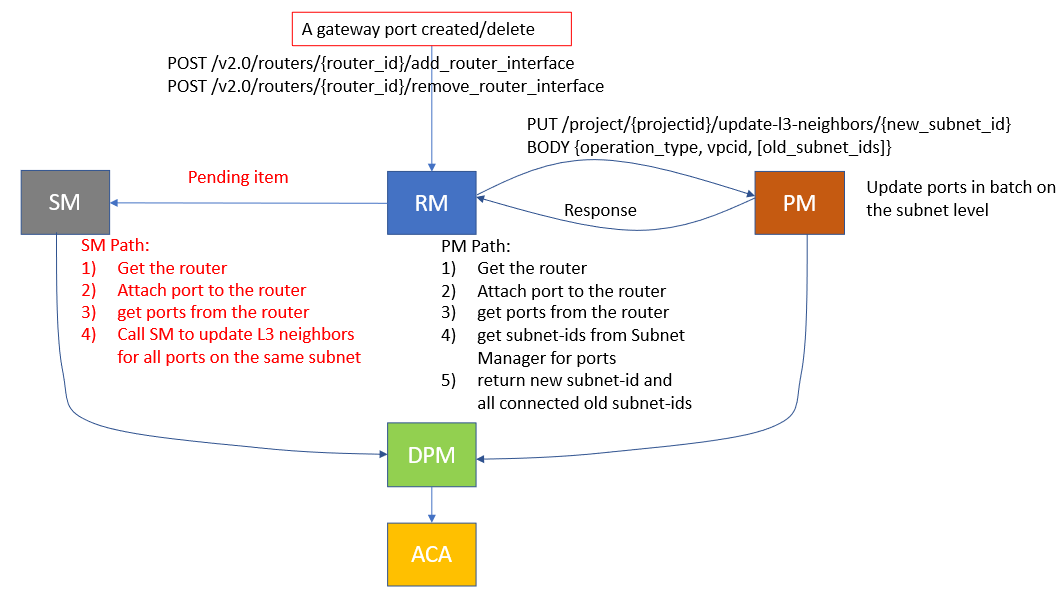 A gateway port created/delete
POST /v2.0/routers/{router_id}/add_router_interface
POST /v2.0/routers/{router_id}/remove_router_interface
PUT /project/{projectid}/update-l3-neighbors/{new_subnet_id}
BODY {operation_type, vpcid, [old_subnet_ids]}
Pending item
SM
RM
Response
PM
Update ports in batch on
the subnet level
SM Path:
1) Get the router
2) Attach port to the router
3) get ports from the router
4) Call SM to update L3 neighbors
for all ports on the same subnet
PM Path:
1) Get the router
2) Attach port to the router
3) get ports from the router
4) get subnet-ids from Subnet
Manager for ports
5) return new subnet-id and
all connected old subnet-ids
DPM
ACA